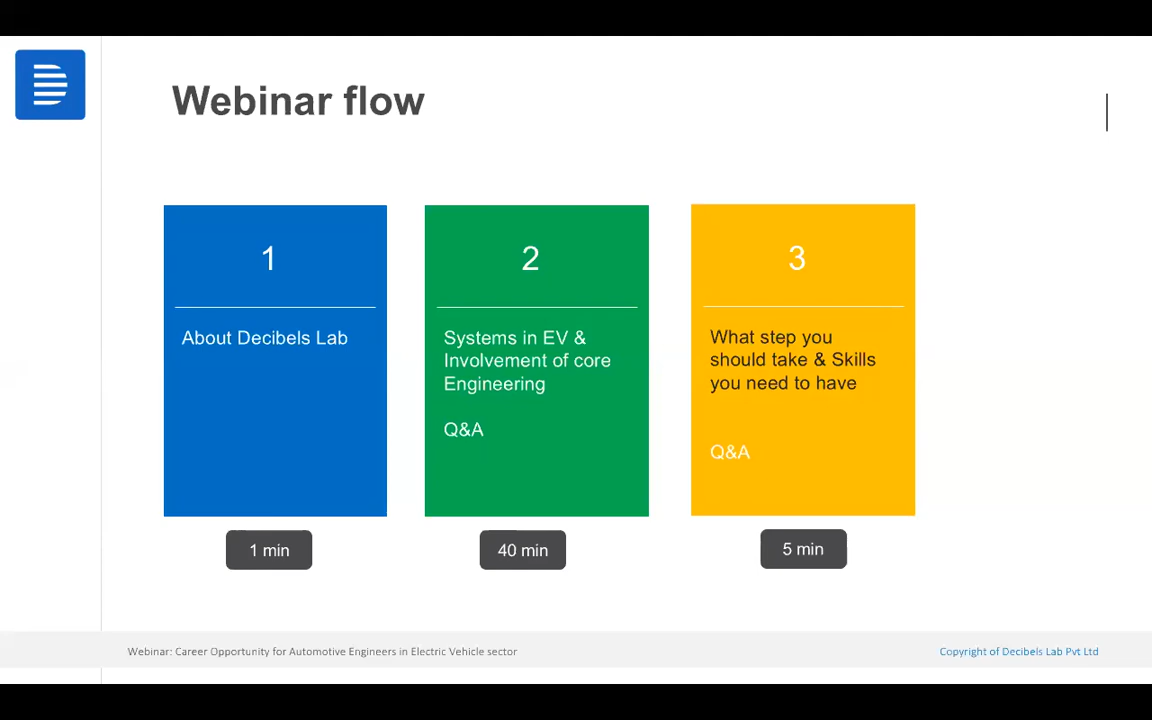 Webinar flow
1
About Decibels Lab
1 min
2
Systems in EV &
Involvement of core
Engineering
Q&A
40 min
3
What step you
should take & Skills
you need to have
Q&A
5 min
Webinar: Career Opportunity for Automotive Engineers in Electric Vehicle sector
Copyright of Decibels Lab Pvt Ltd